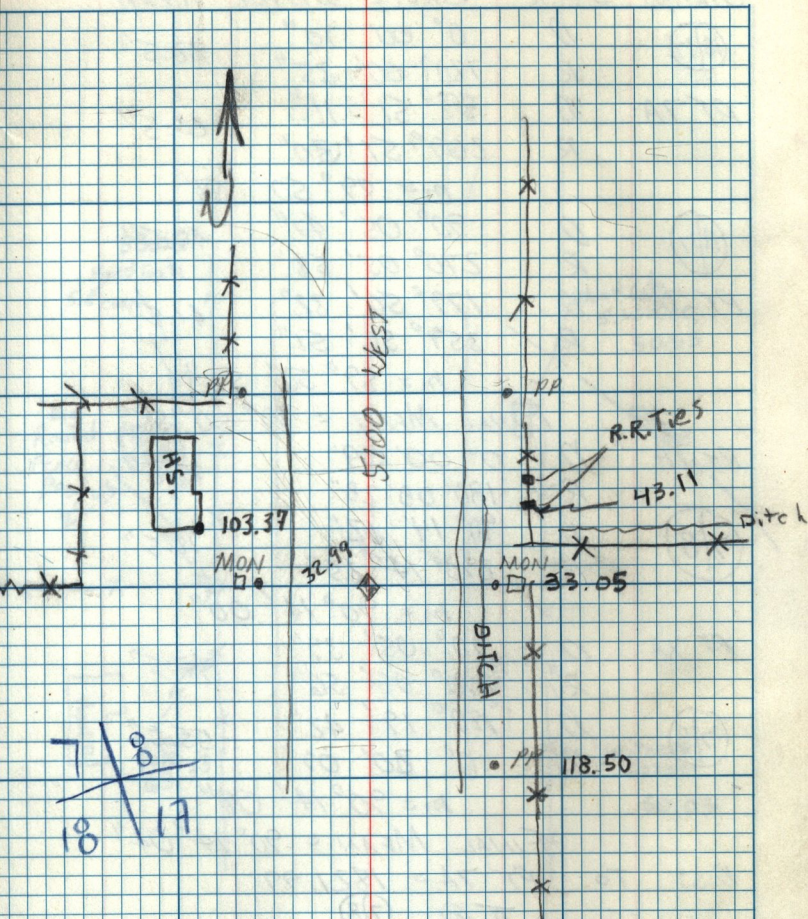 N
5100 WEST
PP
PP
R.R. Ties
HS.
43.11
Ditch
103.37
MON
32.99
MON
33.05
DITCH
PP 118.50
7 8
18 17